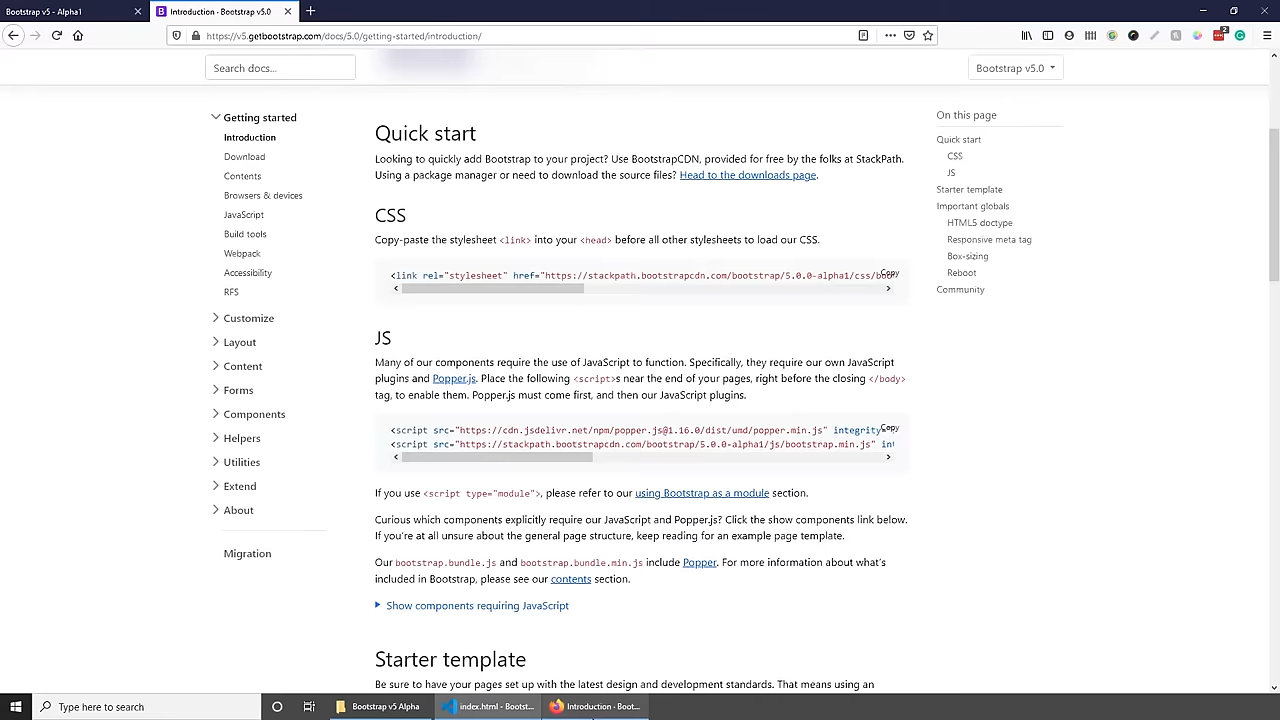 Bootstrap v5 - Alpha1
Introduction · Bootstrap v5.0
https://v5.getbootstrap.com/docs/5.0/getting-started/introduction/
2
Search docs...
Bootstrap v5.0
Getting started
Introduction
Download
Contents
Browsers & devices
JavaScript
Build tools
Webpack
Accessibility
RFS
Customize
Layout
Content
Forms
Components
Helpers
Utilities
Extend
About
Migration
Quick start
Looking to quickly add Bootstrap to your project? Use BootstrapCDN, provided for free by the folks at StackPath.
Using a package manager or need to download the source files? Head to the downloads page.
CSS
Copy-paste the stylesheet <link> into your <head> before all other stylesheets to load our CSS.
Copy
<link rel="stylesheet" href="https://stackpath.bootstrapcdn.com/bootstrap/5.0.0-alpha1/css/boo
JS
Many of our components require the use of JavaScript to function. Specifically, they require our own JavaScript
plugins and Popper.js. Place the following <script>s near the end of your pages, right before the closing </body>
tag, to enable them. Popper.js must come first, and then our JavaScript plugins.
Copy
<script src="https://cdn.jsdelivr.net/npm/popper.js@1.16.0/dist/umd/popper.min.js" integrity
<script src="https://stackpath.bootstrapcdn.com/bootstrap/5.0.0-alpha1/js/bootstrap.min.js" int
If you use <script type="module">, please refer to our using Bootstrap as a module section.
Curious which components explicitly require our JavaScript and Popper.js? Click the show components link below.
If you're at all unsure about the general page structure, keep reading for an example page template.
Our bootstrap.bundle.js and bootstrap.bundle.min.js include Popper. For more information about what's
included in Bootstrap, please see our contents section.
Show components requiring JavaScript
Starter template
Be sure to have your pages set up with the latest design and development standards. That means using an
On this page
Quick start
CSS
JS
Starter template
Important globals
HTML5 doctype
Responsive meta tag
Box-sizing
Reboot
Community
Type here to search
Bootstrap v5 Alpha
index.html - Bootst...
Introduction · Boot...